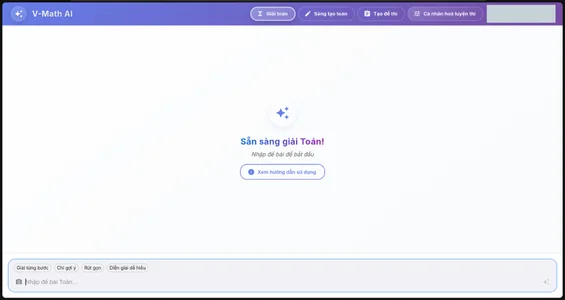 V-Math AI
Giải toán
Sáng tạo toán
Tạo đề thi
Cá nhân hoá luyện thi
Sẵn sàng giải Toán!
Nhập đề bài để bắt đầu
Xem hướng dẫn sử dụng
Giải từng bước
Chỉ gợi ý
Rút gọn
Diễn giải dễ hiểu
Nhập đề bài Toán...